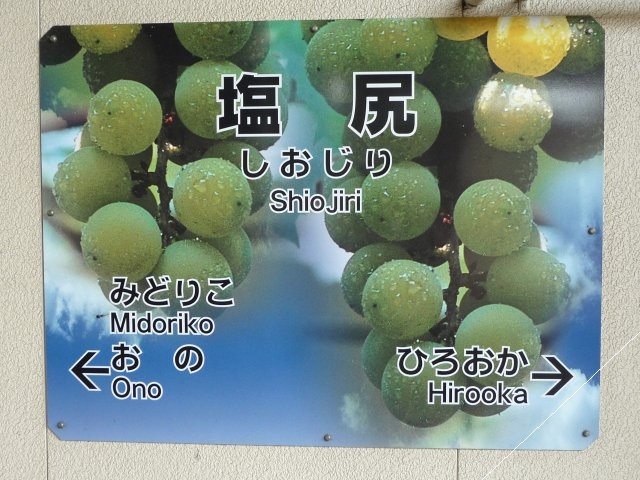 塩 尻
しおじり
Shiojiri
みどりこ
Midoriko
← お の
Ono
ひろおか →
Hirooka